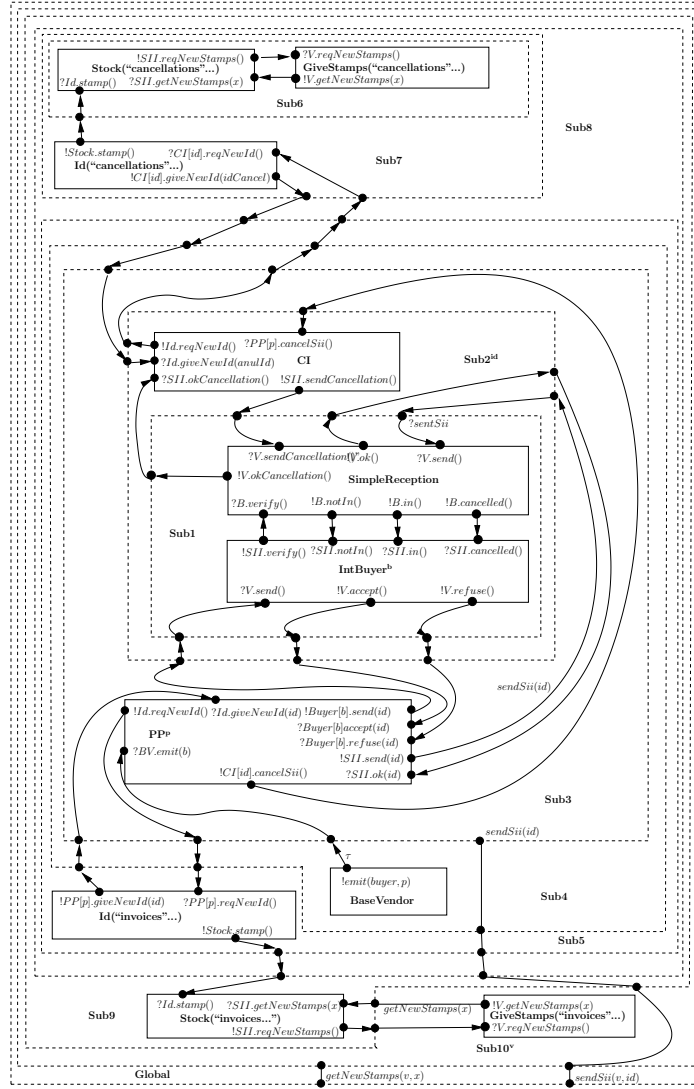 !SII.reqNewStamps()
?V.reqNewStamps()
Stock(“cancellations”...)
GiveStamps(“cancellations”...)
?Id.stamp()
?SII.getNewStamps(x)
!V.getNewStamps(x)
Sub6
Sub8
!Stock.stamp()
?CI[id].reqNewId()
Sub7
Id(“cancellations”...)
!CI[id].giveNewId(idCancel)
!Id.reqNewId()
?PP[p].cancelSii()
?Id.giveNewId(anulId)
CI
Sub2id
?SII.okCancellation()
!SII.sendCancellation()
?sentSii
?V.sendCancellation()
!V.ok()
?V.send()
!V.okCancellation()
SimpleReception
?B.verify()
!B.notIn()
!B.in()
!B.cancelled()
Sub1
!SII.verify()
?SII.notIn()
?SII.in()
?SII.cancelled()
IntBuyerb
?V.send()
!V.accept()
!V.refuse()
sendSii(id)
!Id.reqNewId()
?Id.giveNewId(id)
!Buyer[b].send(id)
?Buyer[b]accept(id)
PPp
?Buyer[b].refuse(id)
?BV.emit(b)
!SII.send(id)
!CI[id].cancelSii()
?SII.ok(id)
Sub3
sendSii(id)
τ
!emit(buyer,p)
BaseVendor
Sub4
!PP[p].giveNewId(id)
?PP[p].reqNewId()
Id(“invoices”...)
!Stock.stamp()
Sub5
?Id.stamp()
?SII.getNewStamps(x)
getNewStamps(x)
!V.getNewStamps(x)
Sub9
Stock(“invoices...”)
GiveStamps(“invoices”...)
!SII.reqNewStamps()
?V.reqNewStamps()
Sub10v
Global
getNewStamps(v,x)
sendSii(v,id)